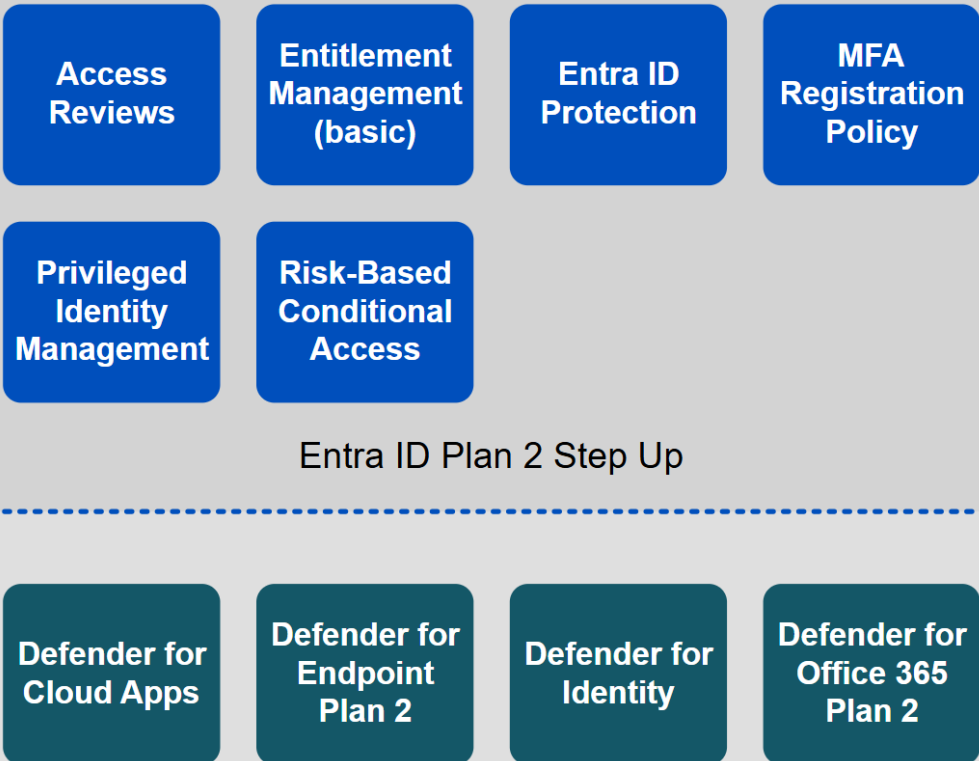 Access
Reviews
Entitlement
Management
(basic)
Entra ID
Protection
MFA
Registration
Policy
Privileged
Identity
Management
Risk-Based
Conditional
Access
Entra ID Plan 2 Step Up
Defender for
Cloud Apps
Defender for
Endpoint
Plan 2
Defender for
Identity
Defender for
Office 365
Plan 2